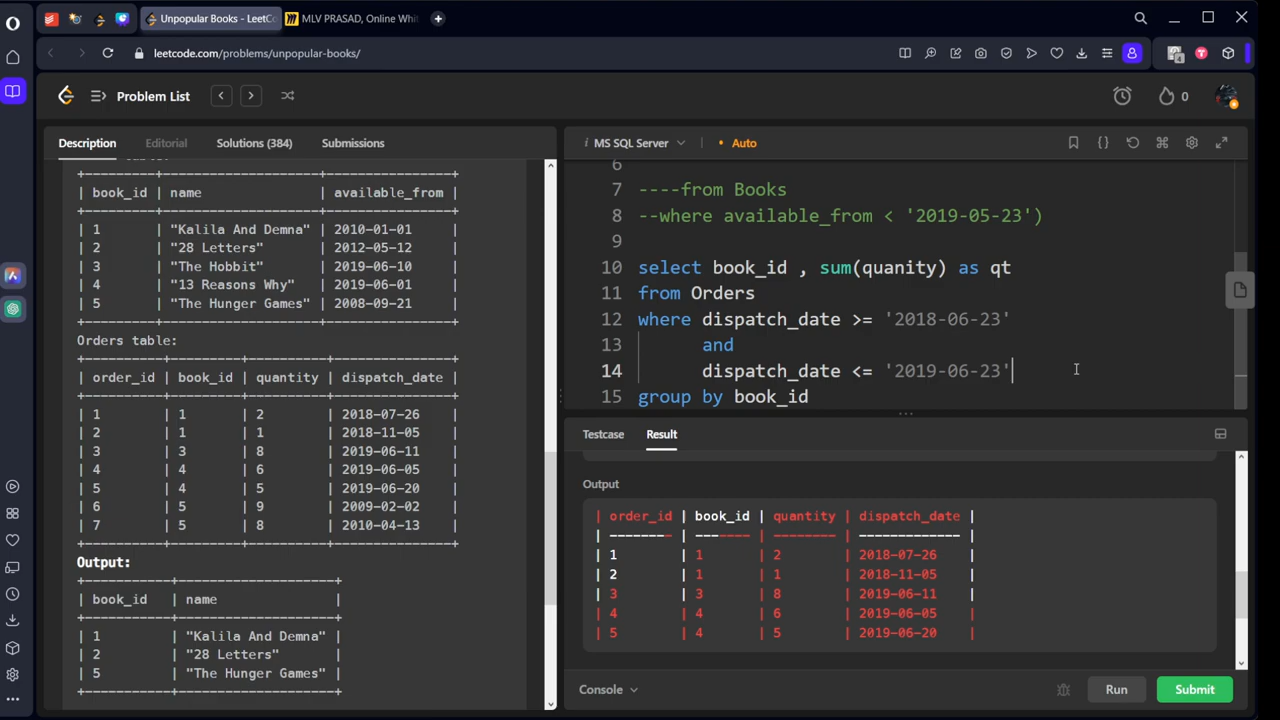 Unpopular Books - LeetCo
MLV PRASAD, Online Whi
leetcode.com/problems/unpopular-books/
4
Problem List
0
Description
Editorial
Solutions (384)
Submissions
| book_id | name | available_from |
| 1 | "Kalila And Demna" | 2010-01-01 |
| 2 | "28 Letters" | 2012-05-12 |
| 3 | "The Hobbit" | 2019-06-10 |
| 4 | "13 Reasons Why" | 2019-06-01 |
| 5 | "The Hunger Games" | 2008-09-21 |
Orders table:
| order_id | book_id | quantity | dispatch_date |
| 1 | 1 | 2 | 2018-07-26 |
| 2 | 1 | 1 | 2018-11-05 |
| 3 | 3 | 8 | 2019-06-11 |
| 4 | 4 | 6 | 2019-06-05 |
| 5 | 4 | 5 | 2019-06-20 |
| 6 | 5 | 9 | 2009-02-02 |
| 7 | 5 | 8 | 2010-04-13 |
Output:
| book_id | name |
| 1 | "Kalila And Demna" |
| 2 | "28 Letters" |
| 5 | "The Hunger Games" |
i MS SQL Server
• Auto
6
7 ----from Books
8 --where available_from < '2019-05-23')
9
10 select book_id , sum(quanity) as qt
11 from Orders
12 where dispatch_date >= '2018-06-23'
13 and
14 dispatch_date <= '2019-06-23'
15 group by book_id
Testcase
Result
Output
| order_id | book_id | quantity | dispatch_date |
| -------- | ------- | -------- | ------------- |
| 1 | 1 | 2 | 2018-07-26 |
| 2 | 1 | 1 | 2018-11-05 |
| 3 | 3 | 8 | 2019-06-11 |
| 4 | 4 | 6 | 2019-06-05 |
| 5 | 4 | 5 | 2019-06-20 |
Console
Run
Submit